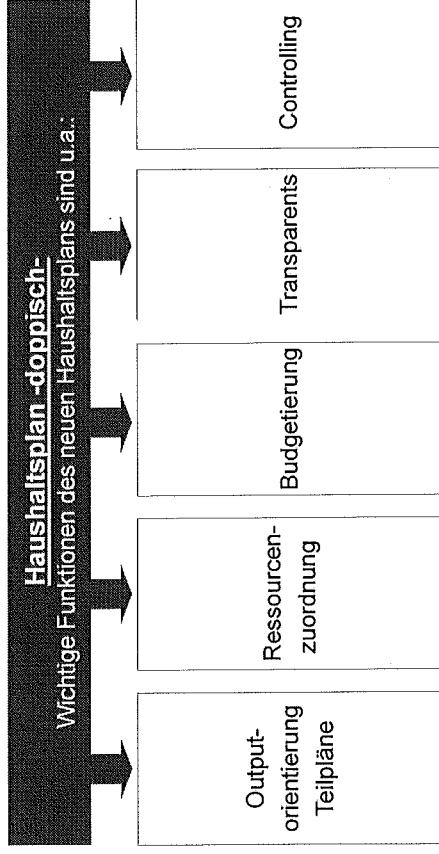 Haushaltsplan -doppisch-
Wichtige Funktionen des neuen Haushaltsplans sind u.a.:
Output-
orientierung
Teilpläne
Ressourcen-
zuordnung
Budgetierung
Transparents
Controlling